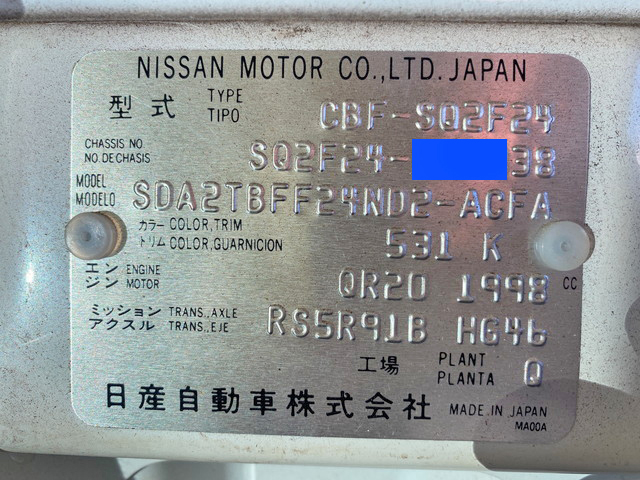 NISSAN MOTOR CO.,LTD. JAPAN
型式 TYPE TIPO CBF-SQ2F24
CHASSIS NO. NO. DE CHASIS SQ2F24- 38
MODEL MODELO SDA2TBFF24ND2-ACFA
カラー COLOR,TRIM
トリム COLOR,GUARNICION 531 K
エンジン ENGINE MOTOR QR20 1998 CC
ミッション TRANS.,AXLE
アクスル TRANS.,EJE RS5R91B HG46
工場 PLANT PLANTA Q
日産自動車株式会社 MADE IN JAPAN
MA00A